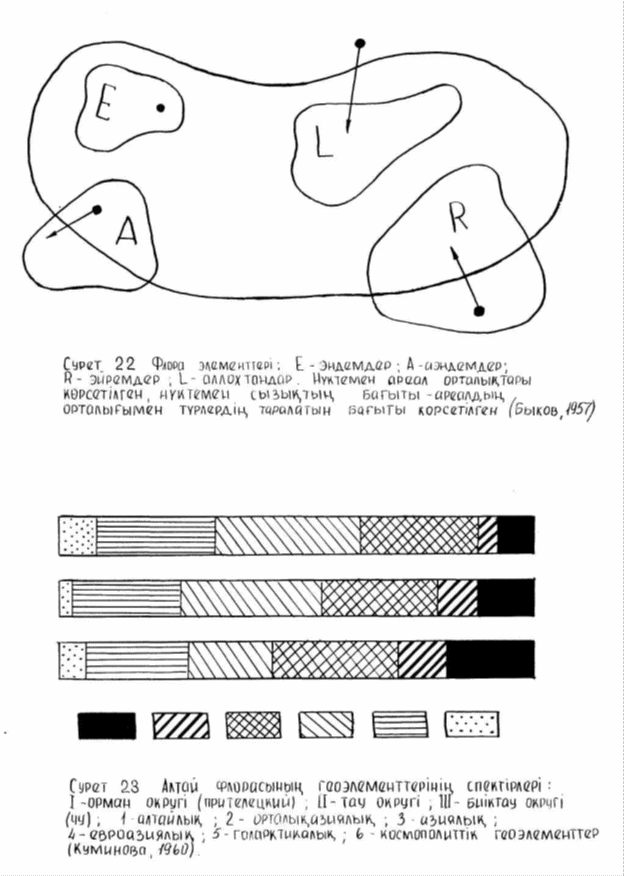 E
L
A
R
Сурет 22 Флора элементтері: E - эндемдер; A - аэндемдер;
R - эйремдер; L - аллохтондар. Нүктемен ареал орталықтары
көрсетілген, нүктемен сызықтың бағыты - ареалдың
орталығымен түрлердің таралатын бағыты көрсетілген (Быков, 1957)
Сурет 23 Алтай флорасының геоэлементтерінің спектірлері:
I - орман округі (прителецкий); II - тау округі; III - биіктау округі
(чу); 1 - алтайлық; 2 - орталықазиялық; 3 - азиялық;
4 - евроазиялық; 5 - голарктикалық; 6 - космополиттік геоэлементтер
(Куминова, 1960).